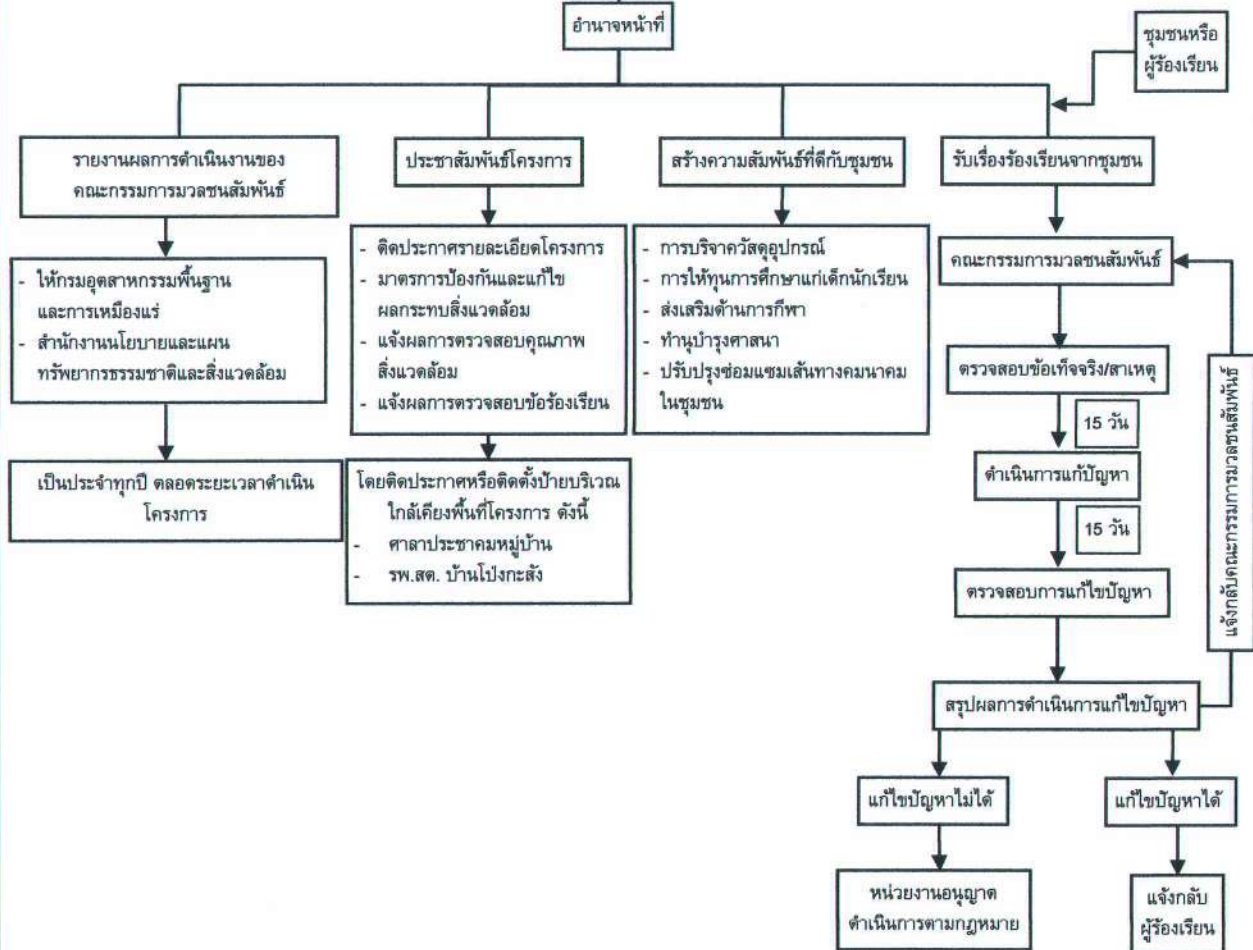 อำนาจหน้าที่
ชุมชนหรือ
ผู้ร้องเรียน
รายงานผลการดำเนินงานของ
คณะกรรมการมวลชนสัมพันธ์
ประชาสัมพันธ์โครงการ
สร้างความสัมพันธ์ที่ดีกับชุมชน
รับเรื่องร้องเรียนจากชุมชน
- ให้กรมอุตสาหกรรมพื้นฐาน
และการเหมืองแร่
- สำนักงานนโยบายและแผน
ทรัพยากรธรรมชาติและสิ่งแวดล้อม
- ติดประกาศรายละเอียดโครงการ
- มาตรการป้องกันและแก้ไข
ผลกระทบสิ่งแวดล้อม
- แจ้งผลการตรวจสอบคุณภาพ
สิ่งแวดล้อม
- แจ้งผลการตรวจสอบข้อร้องเรียน
- การบริจาควัสดุอุปกรณ์
- การให้ทุนการศึกษาแก่เด็กนักเรียน
- ส่งเสริมด้านการกีฬา
- ทำนุบำรุงศาสนา
- ปรับปรุงซ่อมแซมเส้นทางคมนาคม
ในชุมชน
คณะกรรมการมวลชนสัมพันธ์
ตรวจสอบข้อเท็จจริง/สาเหตุ
15 วัน
เป็นประจำทุกปี ตลอดระยะเวลาดำเนิน
โครงการ
โดยติดประกาศหรือติดตั้งป้ายบริเวณ
ใกล้เคียงพื้นที่โครงการ ดังนี้
- ศาลาประชาคมหมู่บ้าน
- รพ.สต. บ้านโป่งกะสัง
ดำเนินการแก้ปัญหา
15 วัน
ตรวจสอบการแก้ไขปัญหา
แจ้งกลับคณะกรรมการมวลชนสัมพันธ์
สรุปผลการดำเนินการแก้ไขปัญหา
แก้ไขปัญหาไม่ได้
แก้ไขปัญหาได้
หน่วยงานอนุญาต
ดำเนินการตามกฎหมาย
แจ้งกลับ
ผู้ร้องเรียน